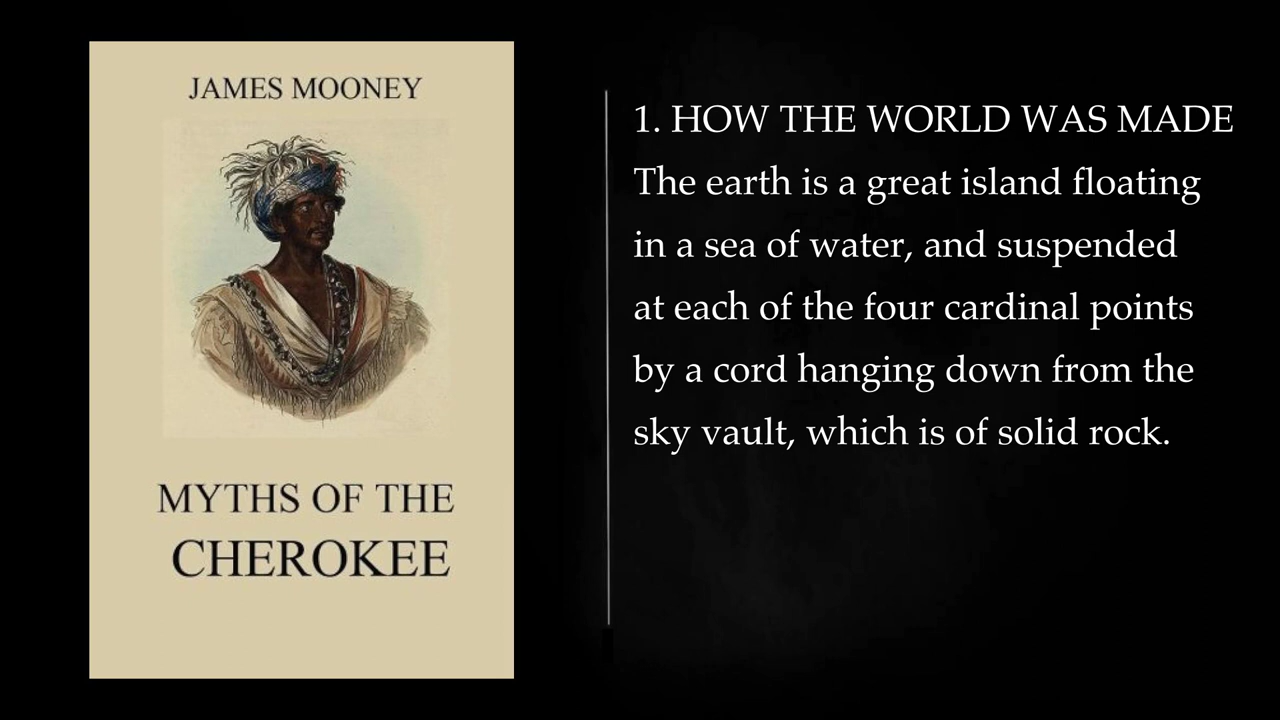 JAMES MOONEY
MYTHS OF THE
CHEROKEE
1. HOW THE WORLD WAS MADE
The earth is a great island floating
in a sea of water, and suspended
at each of the four cardinal points
by a cord hanging down from the
sky vault, which is of solid rock.